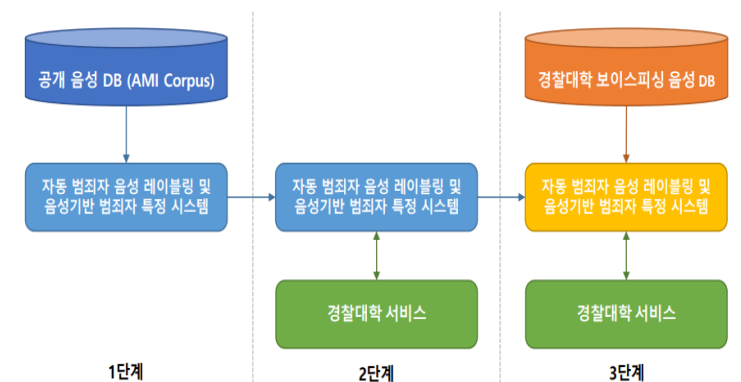 공개 음성 DB (AMI Corpus)
경찰대학 보이스피싱 음성 DB
자동 범죄자 음성 레이블링 및
음성기반 범죄자 특정 시스템
자동 범죄자 음성 레이블링 및
음성기반 범죄자 특정 시스템
자동 범죄자 음성 레이블링 및
음성기반 범죄자 특정 시스템
경찰대학 서비스
경찰대학 서비스
1단계
2단계
3단계